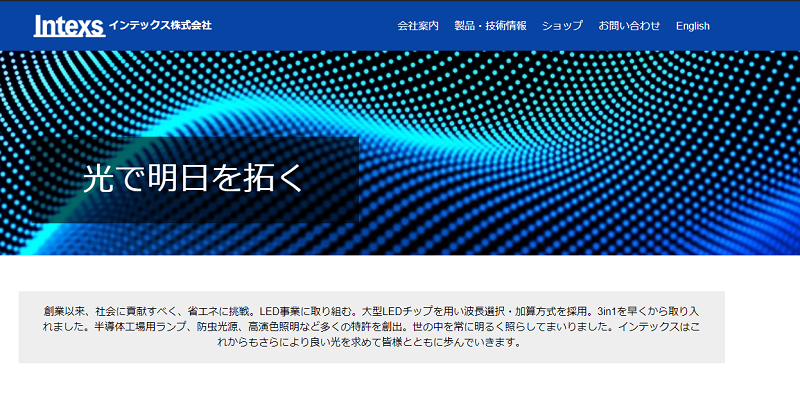 Intexs インテックス株式会社 会社案内 製品・技術情報 ショップ お問い合わせ English
光で明日を拓く
創業以来、社会に貢献すべく、省エネに挑戦。LED事業に取り組む。大型LEDチップを用い波長選択・加算方式を採用。3in1を早くから取り入
れました。半導体工場用ランプ、防虫光源、高演色照明など多くの特許を創出。世の中を常に明るく照らしてまいりました。インテックスはこ
れからもさらにより良い光を求めて皆様とともに歩んでいきます。